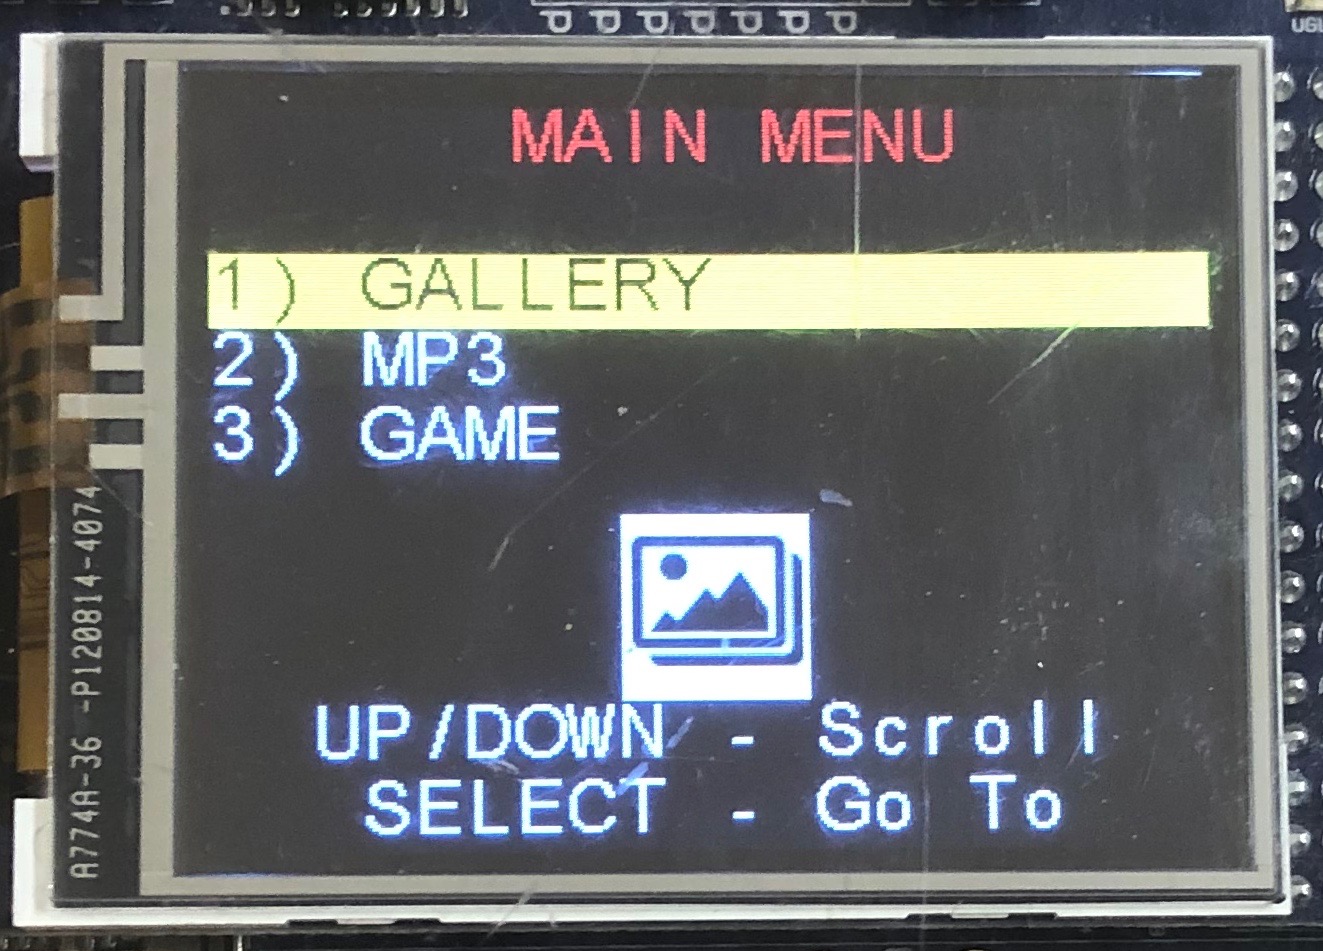 P P P P P P P
MAIN MENU
1) GALLERY
2) MP3
3) GAME
UP/DOWN - Scroll
SELECT - Go To
A774A-36 -P120814-4074